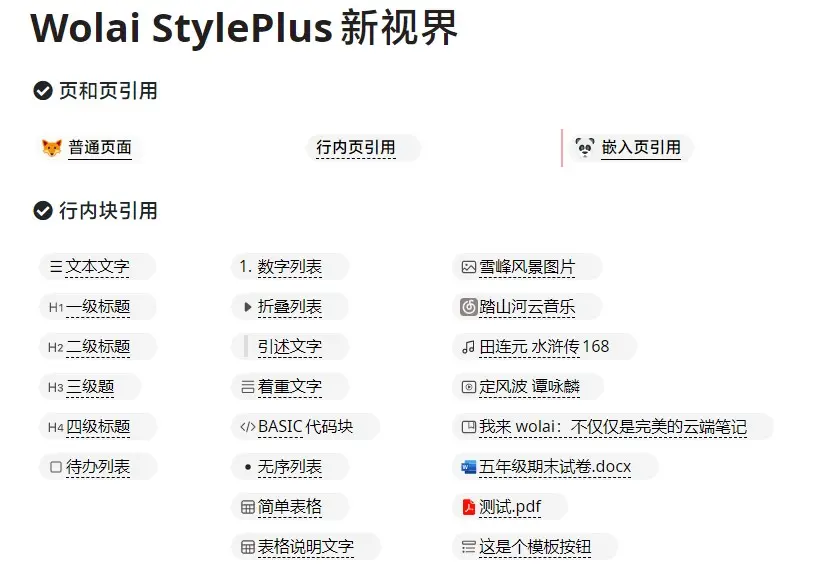 Wolai StylePlus 新视界
页和页引用
普通页面
行内页引用
嵌入页引用
行内块引用
文本文字
H1 一级标题
H2 二级标题
H3 三级题
H4 四级标题
待办列表
1. 数字列表
折叠列表
引述文字
着重文字
</> BASIC 代码块
• 无序列表
简单表格
表格说明文字
雪峰风景图片
踏山河云音乐
田连元 水浒传168
定风波 谭咏麟
我来 wolai：不仅仅是完美的云端笔记
五年级期末试卷.docx
测试.pdf
这是个模板按钮